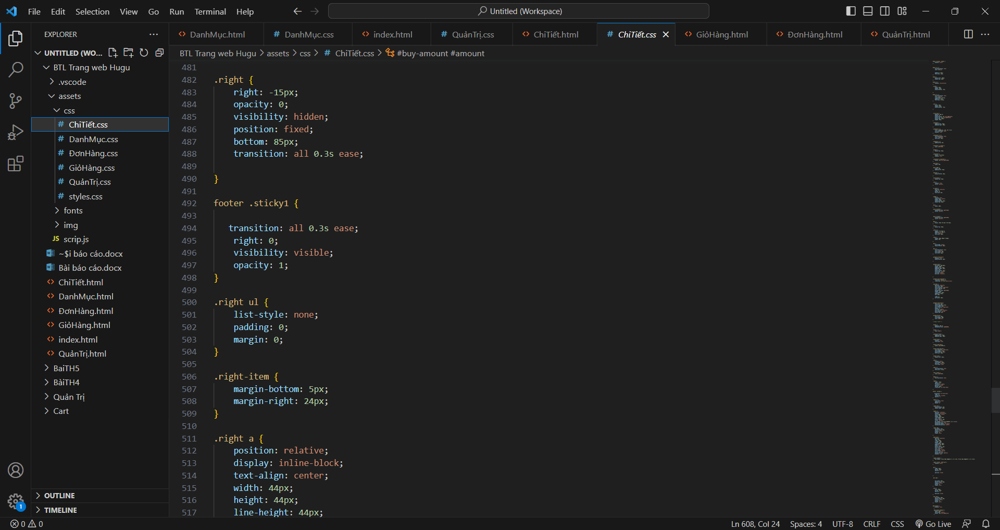 File Edit Selection View Go Run Terminal Help
Untitled (Workspace)
EXPLORER
UNTITLED (WO...
BTL Trang web Hugu
.vscode
assets
css
# ChiTiết.css
# DanhMục.css
# ĐơnHàng.css
# GiỏHàng.css
# QuảnTrị.css
# styles.css
fonts
img
JS scrip.js
~$i báo cáo.docx
Bài báo cáo.docx
<> ChiTiết.html
<> DanhMục.html
<> ĐơnHàng.html
<> GiỏHàng.html
<> index.html
<> QuảnTrị.html
BaiTH5
BàiTH4
Quản Trị
Cart
OUTLINE
TIMELINE
<> DanhMục.html # DanhMục.css <> index.html # QuảnTrị.css <> ChiTiết.html # ChiTiết.css <> GiỏHàng.html <> ĐơnHàng.html <> QuảnTrị.html
BTL Trang web Hugu > assets > css > # ChiTiết.css > #buy-amount #amount
481
482 .right {
483 right: -15px;
484 opacity: 0;
485 visibility: hidden;
486 position: fixed;
487 bottom: 85px;
488 transition: all 0.3s ease;
489
490 }
491
492 footer .sticky1 {
493
494 transition: all 0.3s ease;
495 right: 0;
496 visibility: visible;
497 opacity: 1;
498 }
499
500 .right ul {
501 list-style: none;
502 padding: 0;
503 margin: 0;
504 }
505
506 .right-item {
507 margin-bottom: 5px;
508 margin-right: 24px;
509 }
510
511 .right a {
512 position: relative;
513 display: inline-block;
514 text-align: center;
515 width: 44px;
516 height: 44px;
517 line-height: 44px;
1
0 0
Ln 608, Col 24 Spaces: 4 UTF-8 CRLF CSS Go Live